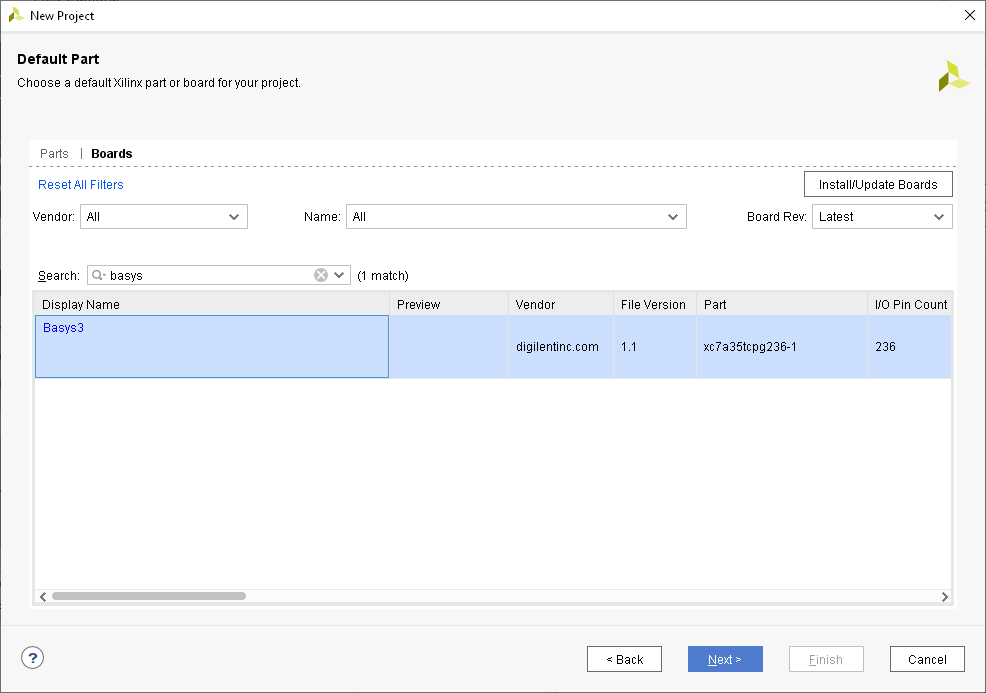 New Project
Default Part
Choose a default Xilinx part or board for your project.
Parts | Boards
Reset All Filters
Install/Update Boards
Vendor: All Name: All Board Rev: Latest
Search: basys (1 match)
Display Name Preview Vendor File Version Part I/O Pin Count
Basys3 digilentinc.com 1.1 xc7a35tcpg236-1 236
? < Back Next > Finish Cancel